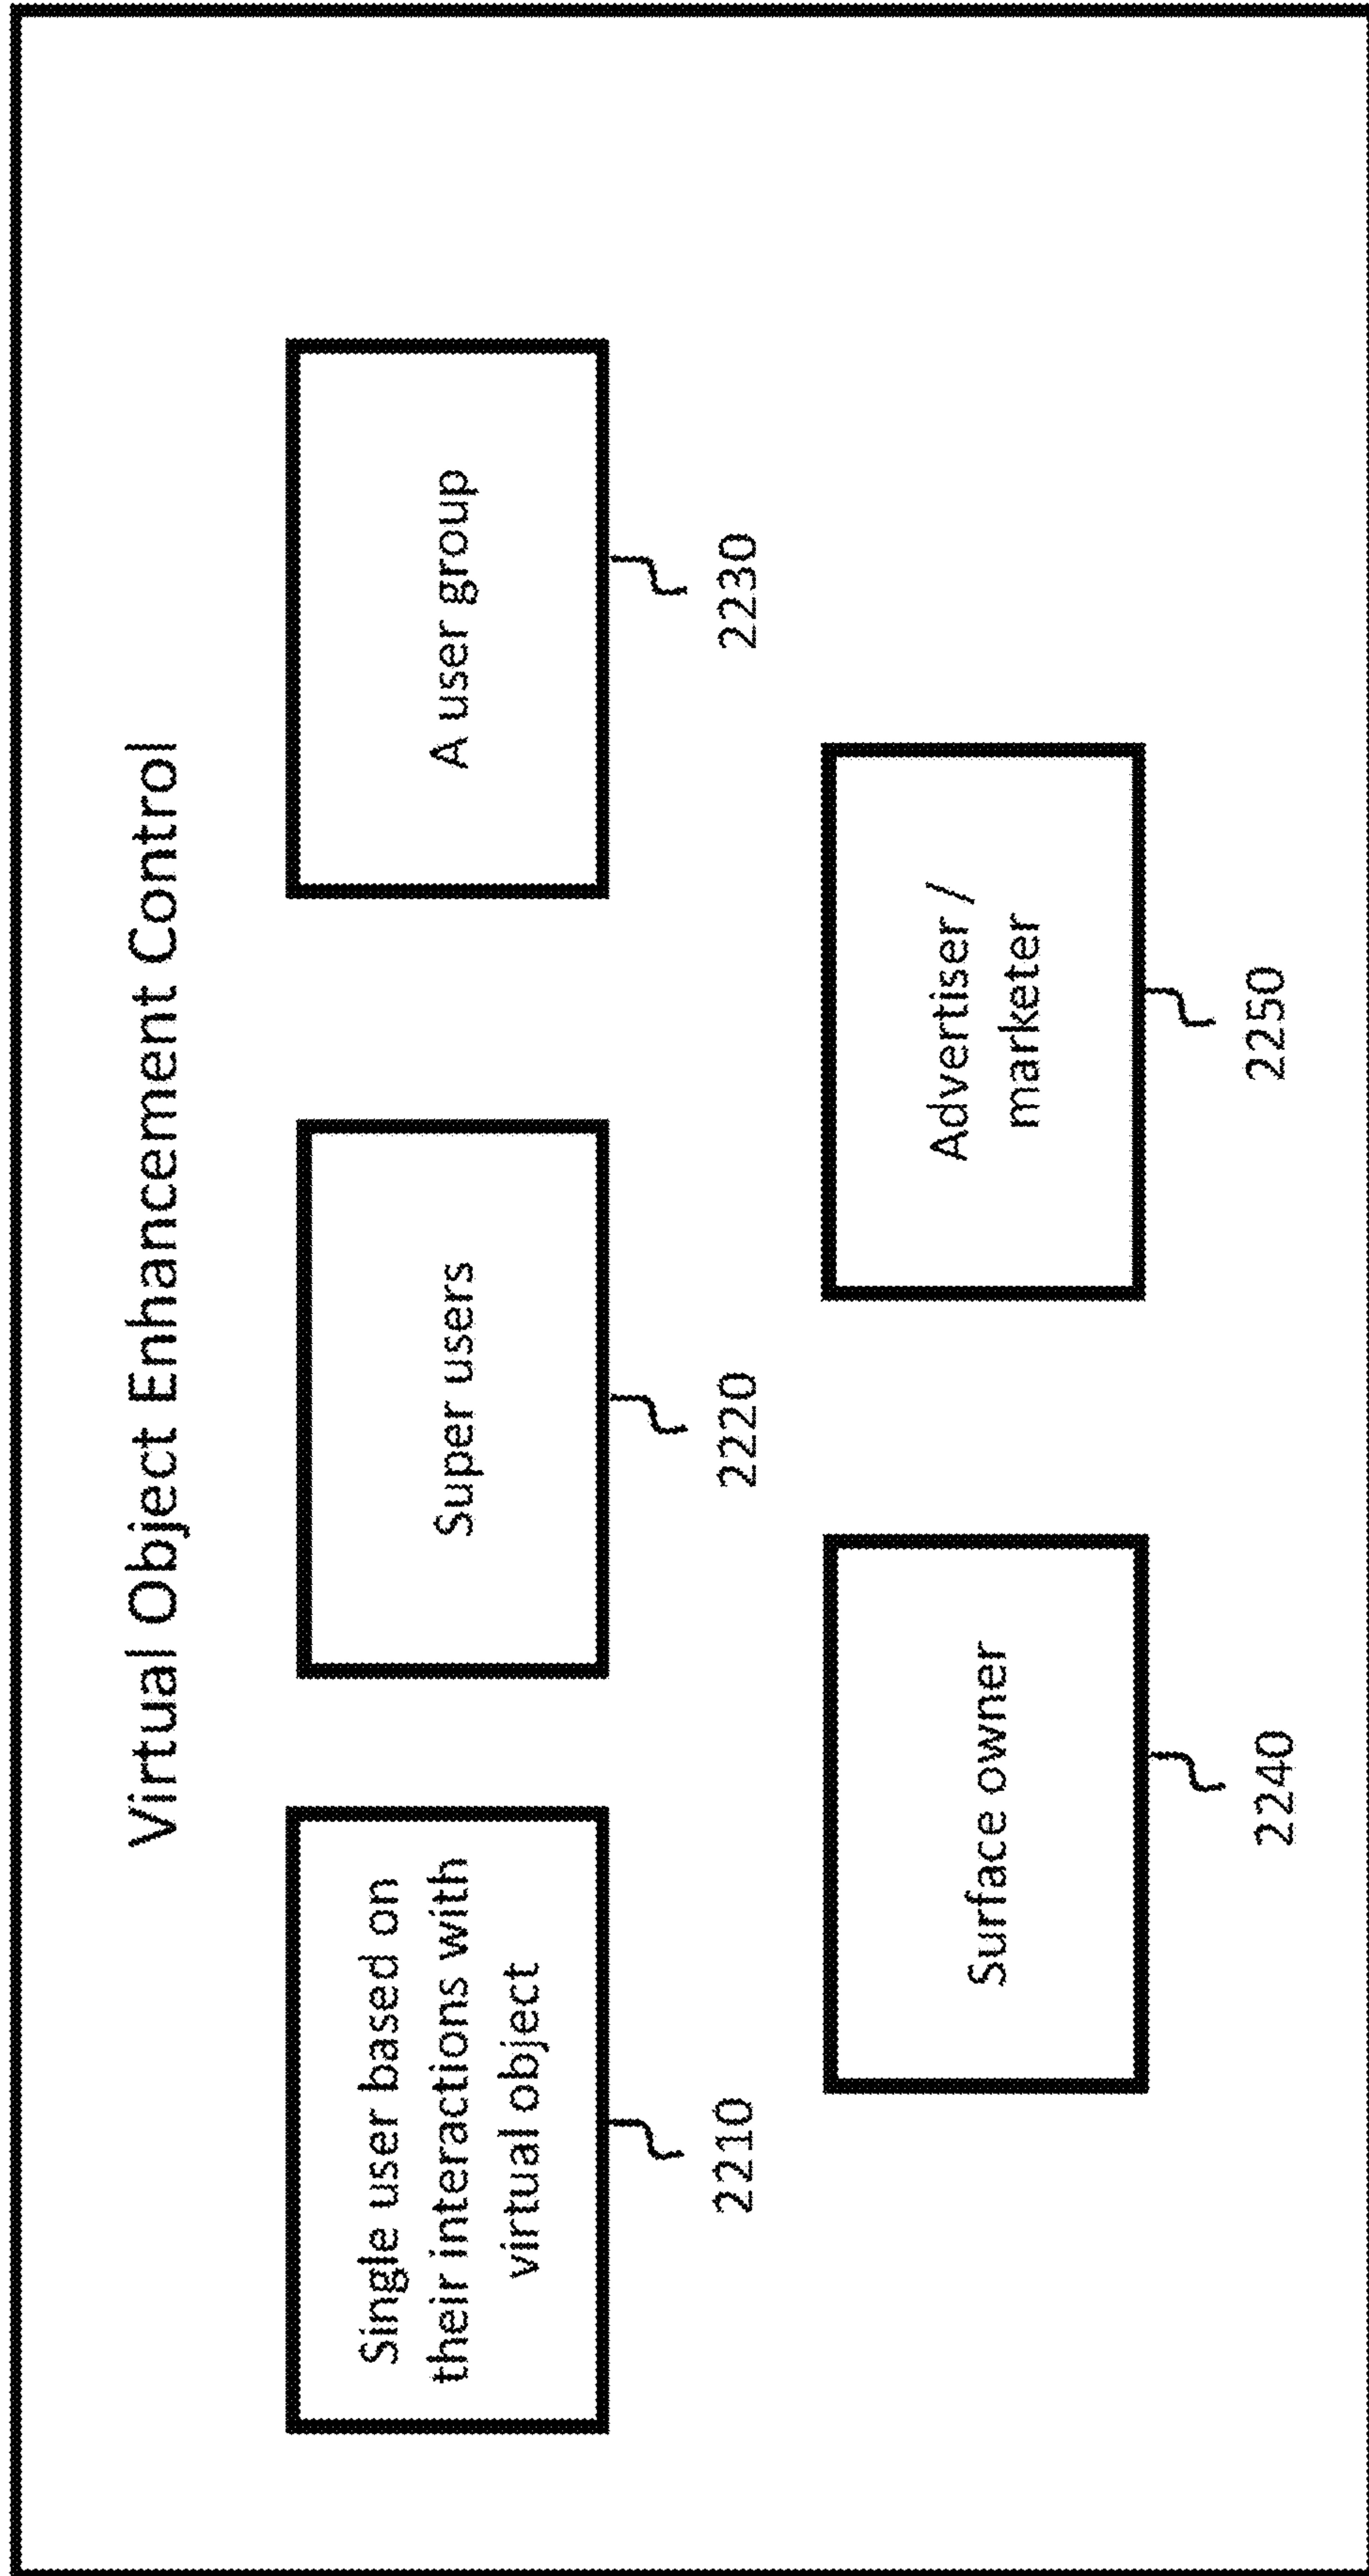 Virtual Object Enhancement Control
Single user based on
their interactions with
virtual object
2210
Super users
2220
A user group
2230
Surface owner
2240
Advertiser /
marketer
2250